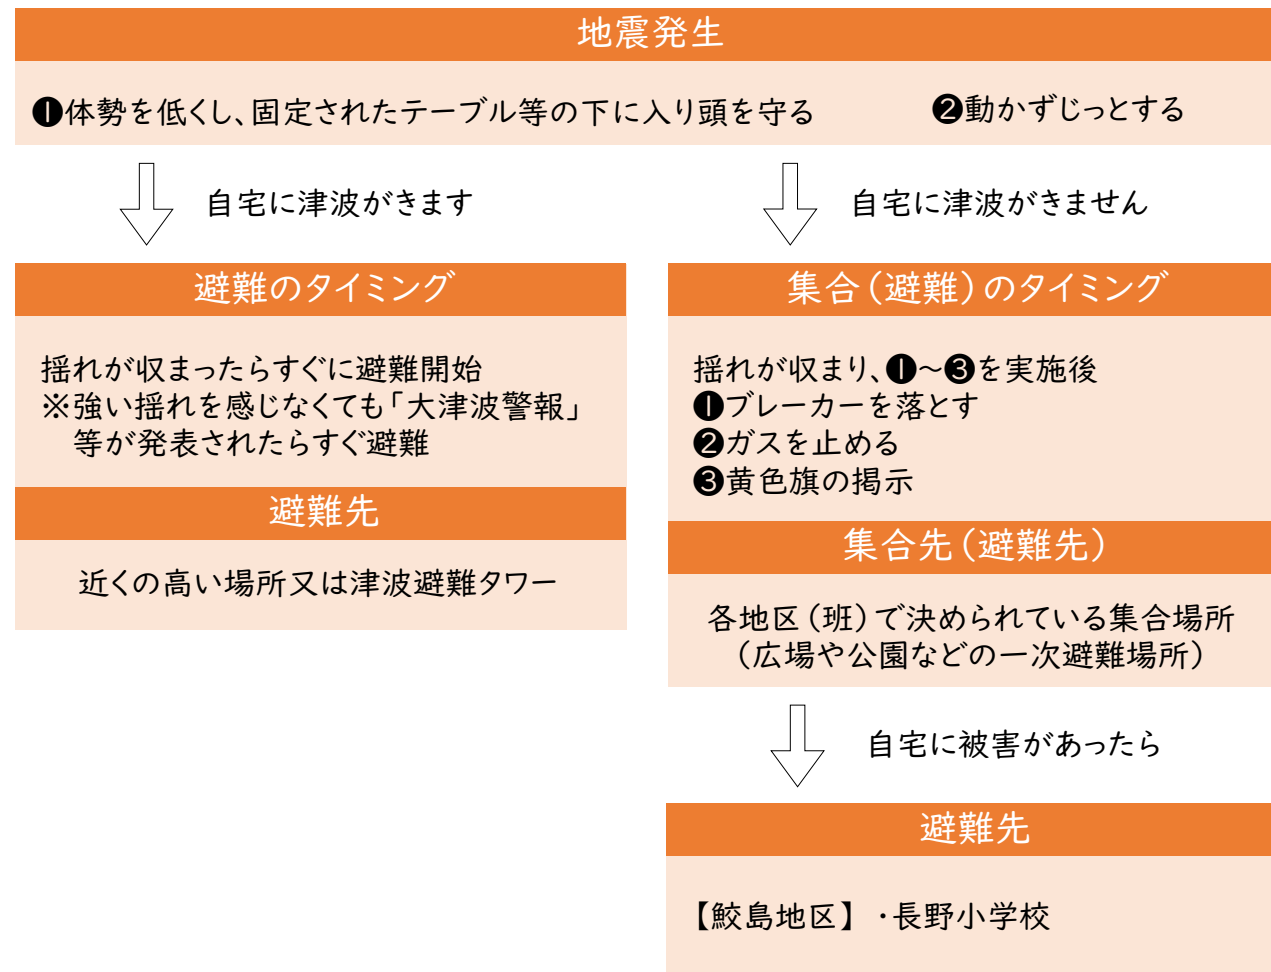 地震発生
❶体勢を低くし、固定されたテーブル等の下に入り頭を守る
❷動かずじっとする
自宅に津波がきます
避難のタイミング
揺れが収まったらすぐに避難開始
※強い揺れを感じなくても「大津波警報」
等が発表されたらすぐ避難
避難先
近くの高い場所又は津波避難タワー
自宅に津波がきません
集合(避難)のタイミング
揺れが収まり、❶～❸を実施後
❶ブレーカーを落とす
❷ガスを止める
❸黄色旗の掲示
集合先(避難先)
各地区(班)で決められている集合場所
(広場や公園などの一次避難場所)
自宅に被害があったら
避難先
【鮫島地区】・長野小学校